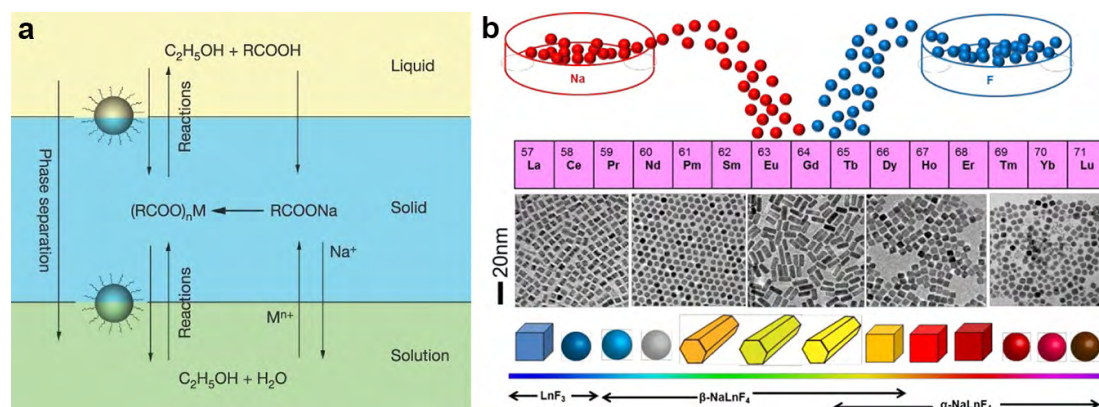 a
C₂H₅OH + RCOOH
Liquid
Reactions
Phase separation
(RCOO)ₙM
RCOONa
Solid
Na⁺
Reactions
Mⁿ⁺
Solution
C₂H₅OH + H₂O
b
Na
F
57 58 59 60 61 62 63 64 65 66 67 68 69 70 71
La Ce Pr Nd Pm Sm Eu Gd Tb Dy Ho Er Tm Yb Lu
20nm
LnF₃
β-NaLnF₄
α-NaLnF₄